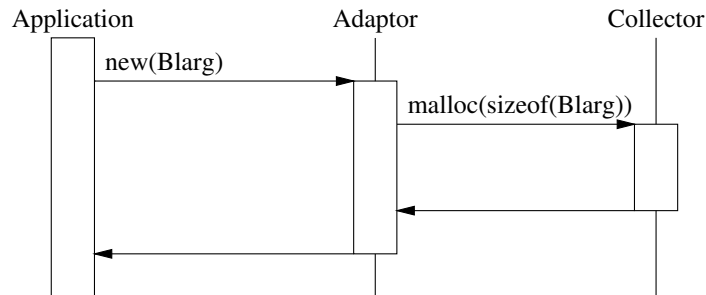 Application Adaptor Collector
new(Blarg)
malloc(sizeof(Blarg))